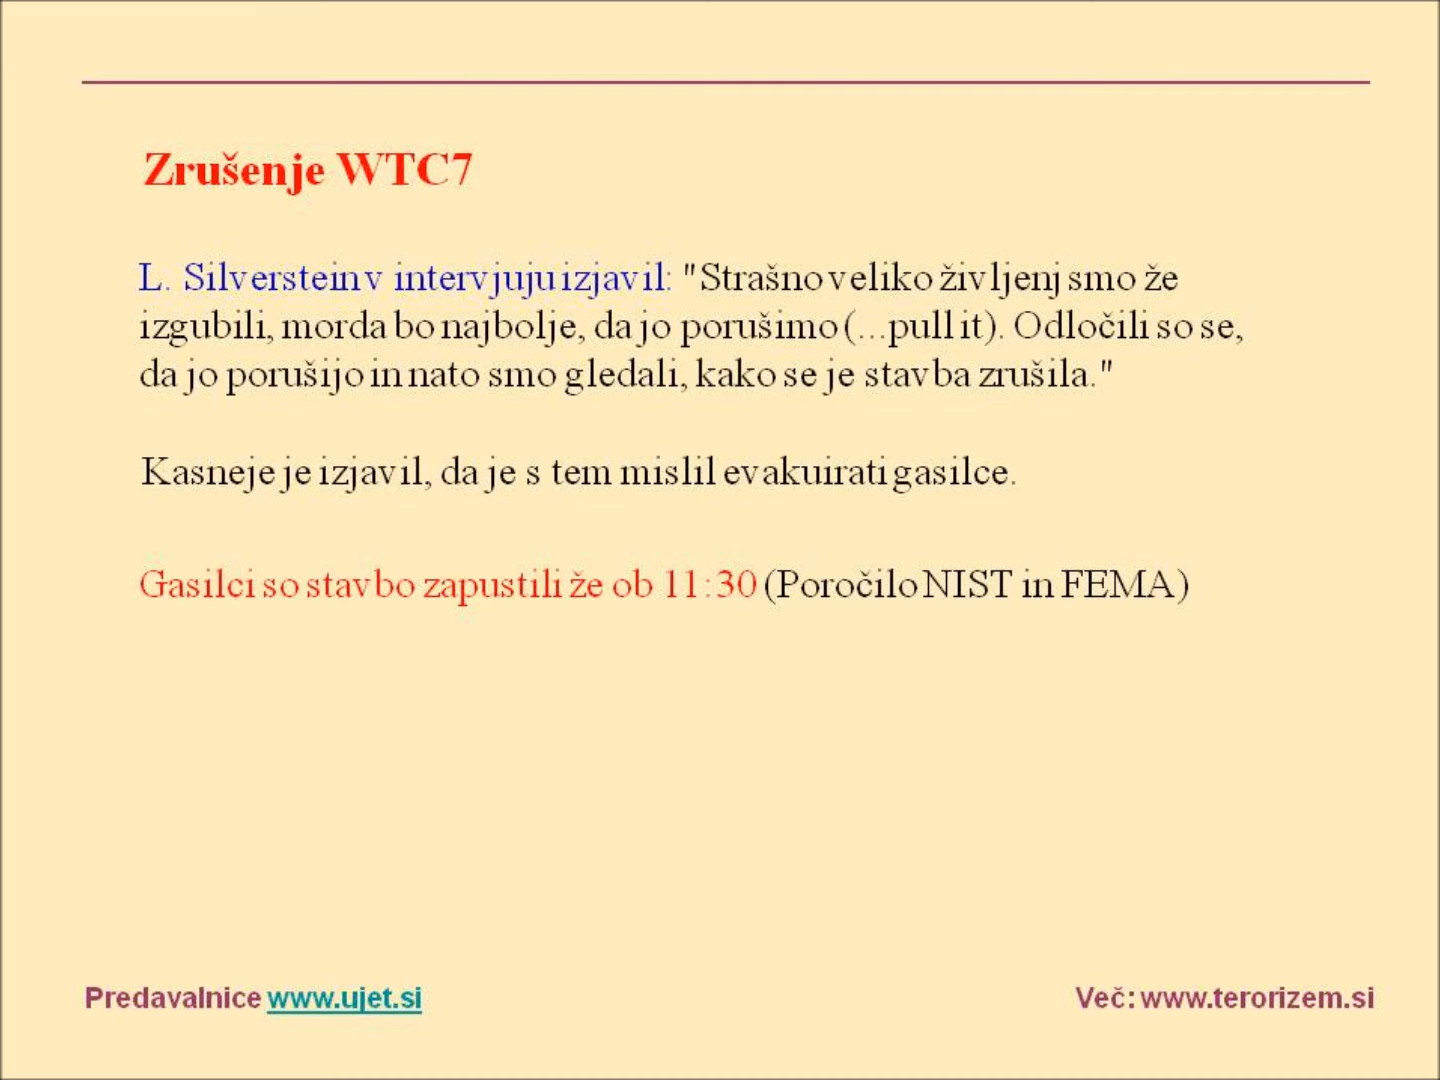 Zrušenje WTC7
L. Silverstein v intervjuju izjavil: "Strašno veliko življenj smo že
izgubili, morda bo najbolje, da jo porušimo (...pull it). Odločili so se,
da jo porušijo in nato smo gledali, kako se je stavba zrušila."
Kasneje je izjavil, da je s tem mislil evakuirati gasilce.
Gasilci so stavbo zapustili že ob 11:30 (Poročilo NIST in FEMA)
Predavalnice www.ujet.si
Več: www.terorizem.si